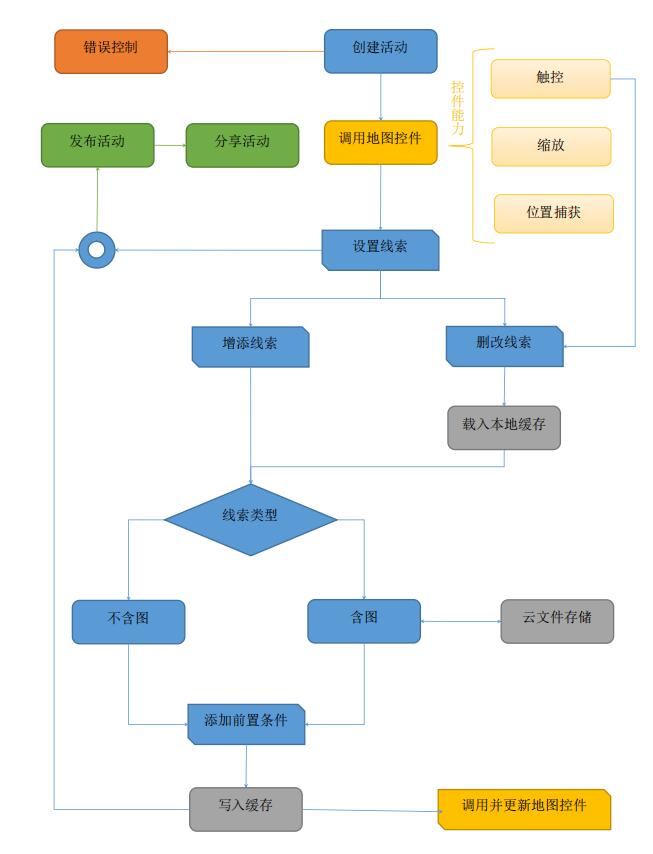 错误控制
创建活动
控件能力
触控
发布活动
分享活动
调用地图控件
缩放
位置捕获
设置线索
增添线索
删改线索
载入本地缓存
线索类型
不含图
含图
云文件存储
添加前置条件
写入缓存
调用并更新地图控件